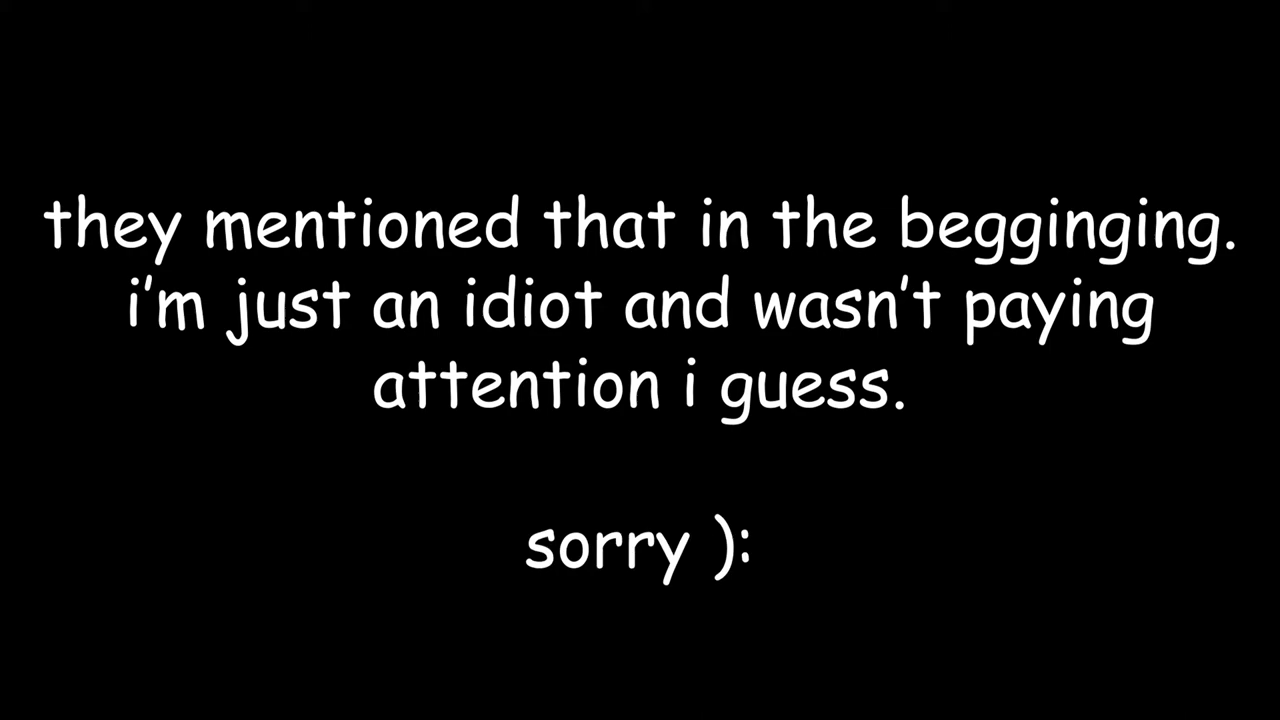 they mentioned that in the begginging.
i’m just an idiot and wasn’t paying
attention i guess.
sorry ):